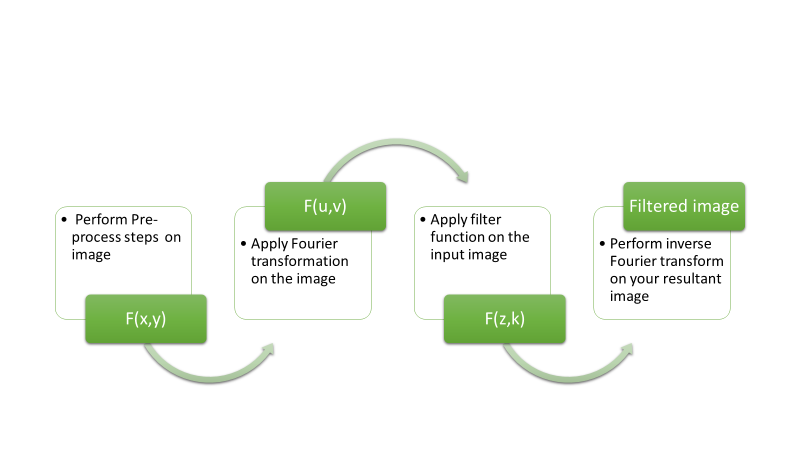 • Perform Pre-
process steps on
image
F(x,y)
F(u,v)
• Apply Fourier
transformation
on the image
• Apply filter
function on the
input image
F(z,k)
Filtered image
• Perform inverse
Fourier transform
on your resultant
image